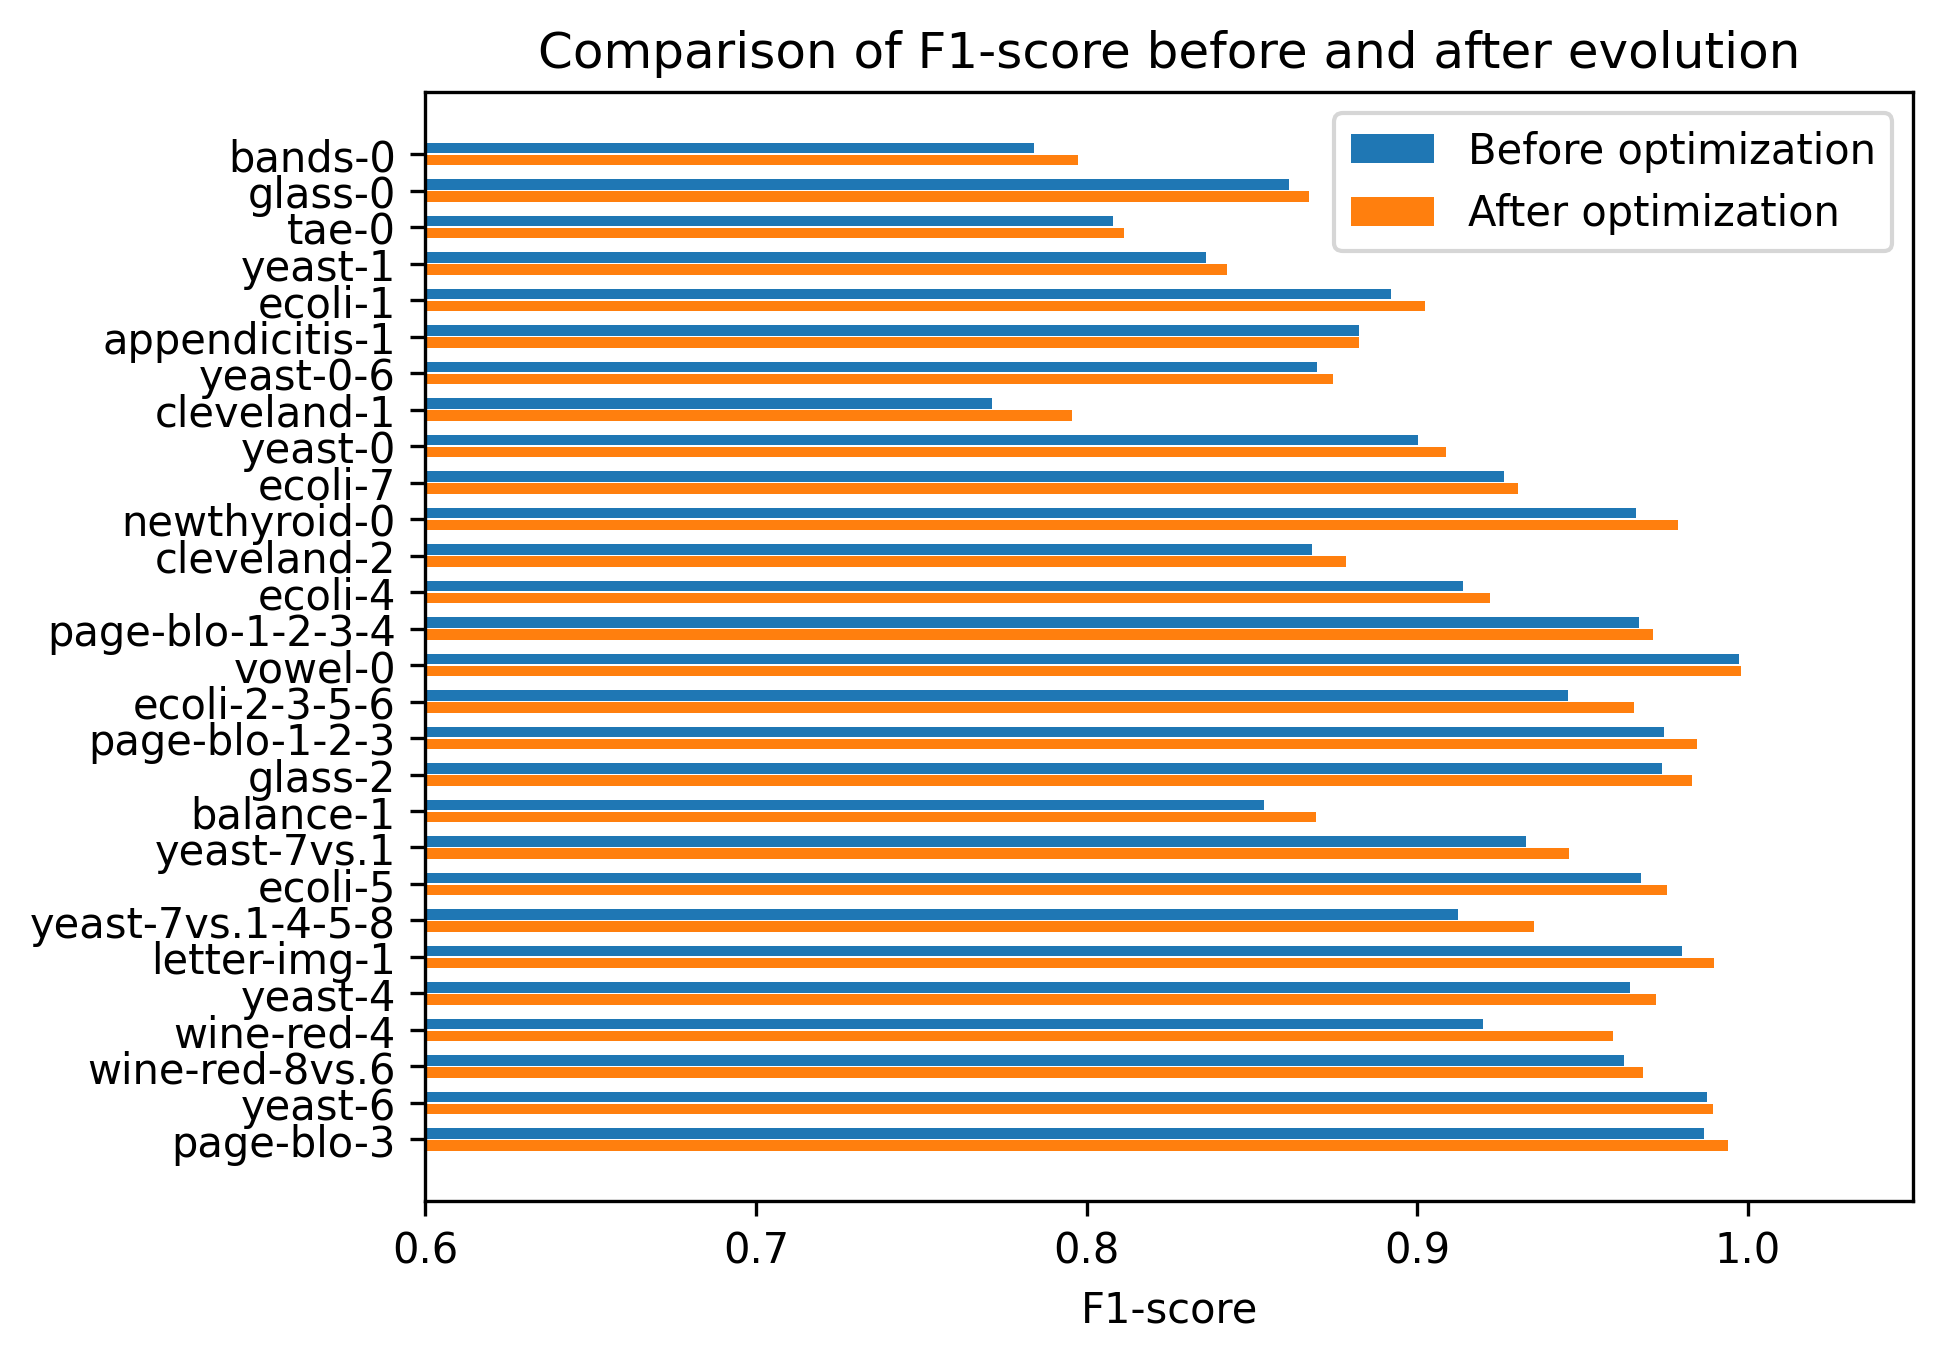 Comparison of F1-score before and after evolution
Before optimization
After optimization
bands-0
glass-0
tae-0
yeast-1
ecoli-1
appendicitis-1
yeast-0-6
cleveland-1
yeast-0
ecoli-7
newthyroid-0
cleveland-2
ecoli-4
page-blo-1-2-3-4
vowel-0
ecoli-2-3-5-6
page-blo-1-2-3
glass-2
balance-1
yeast-7vs.1
ecoli-5
yeast-7vs.1-4-5-8
letter-img-1
yeast-4
wine-red-4
wine-red-8vs.6
yeast-6
page-blo-3
0.6 0.7 0.8 0.9 1.0
F1-score